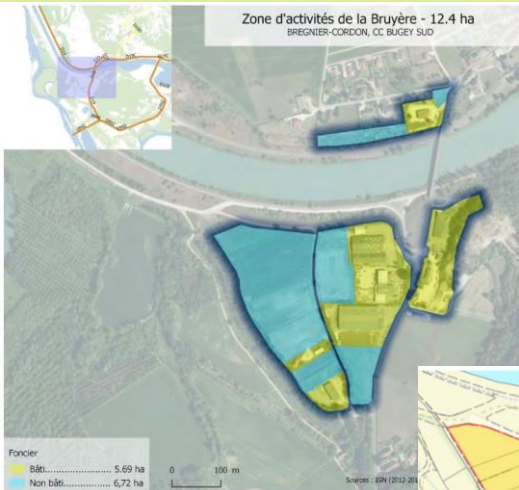 Zone d'activités de la Bruyère - 12.4 ha
BREGNIER-CORDON, CC BUGEY SUD
Foncier
Bâti..................... 5.69 ha
Non bâti............... 6,72 ha
0 100 m
Sources : IGN (2012-201